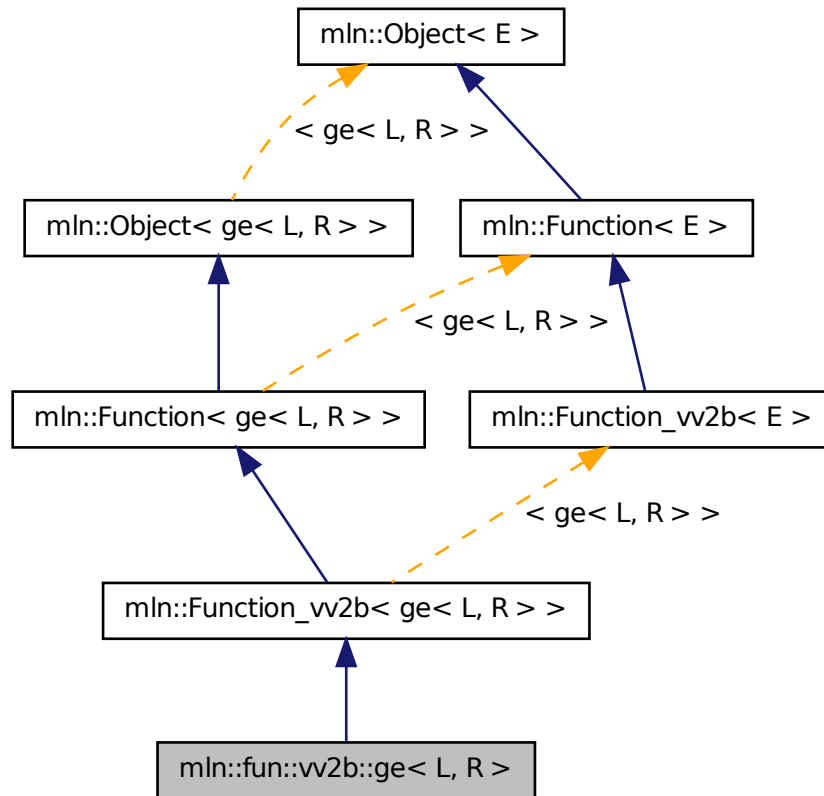 mln::Object< E >
< ge< L, R > >
mln::Object< ge< L, R > >
mln::Function< E >
< ge< L, R > >
mln::Function< ge< L, R > >
mln::Function_vv2b< E >
< ge< L, R > >
mln::Function_vv2b< ge< L, R > >
mln::fun::vv2b::ge< L, R >